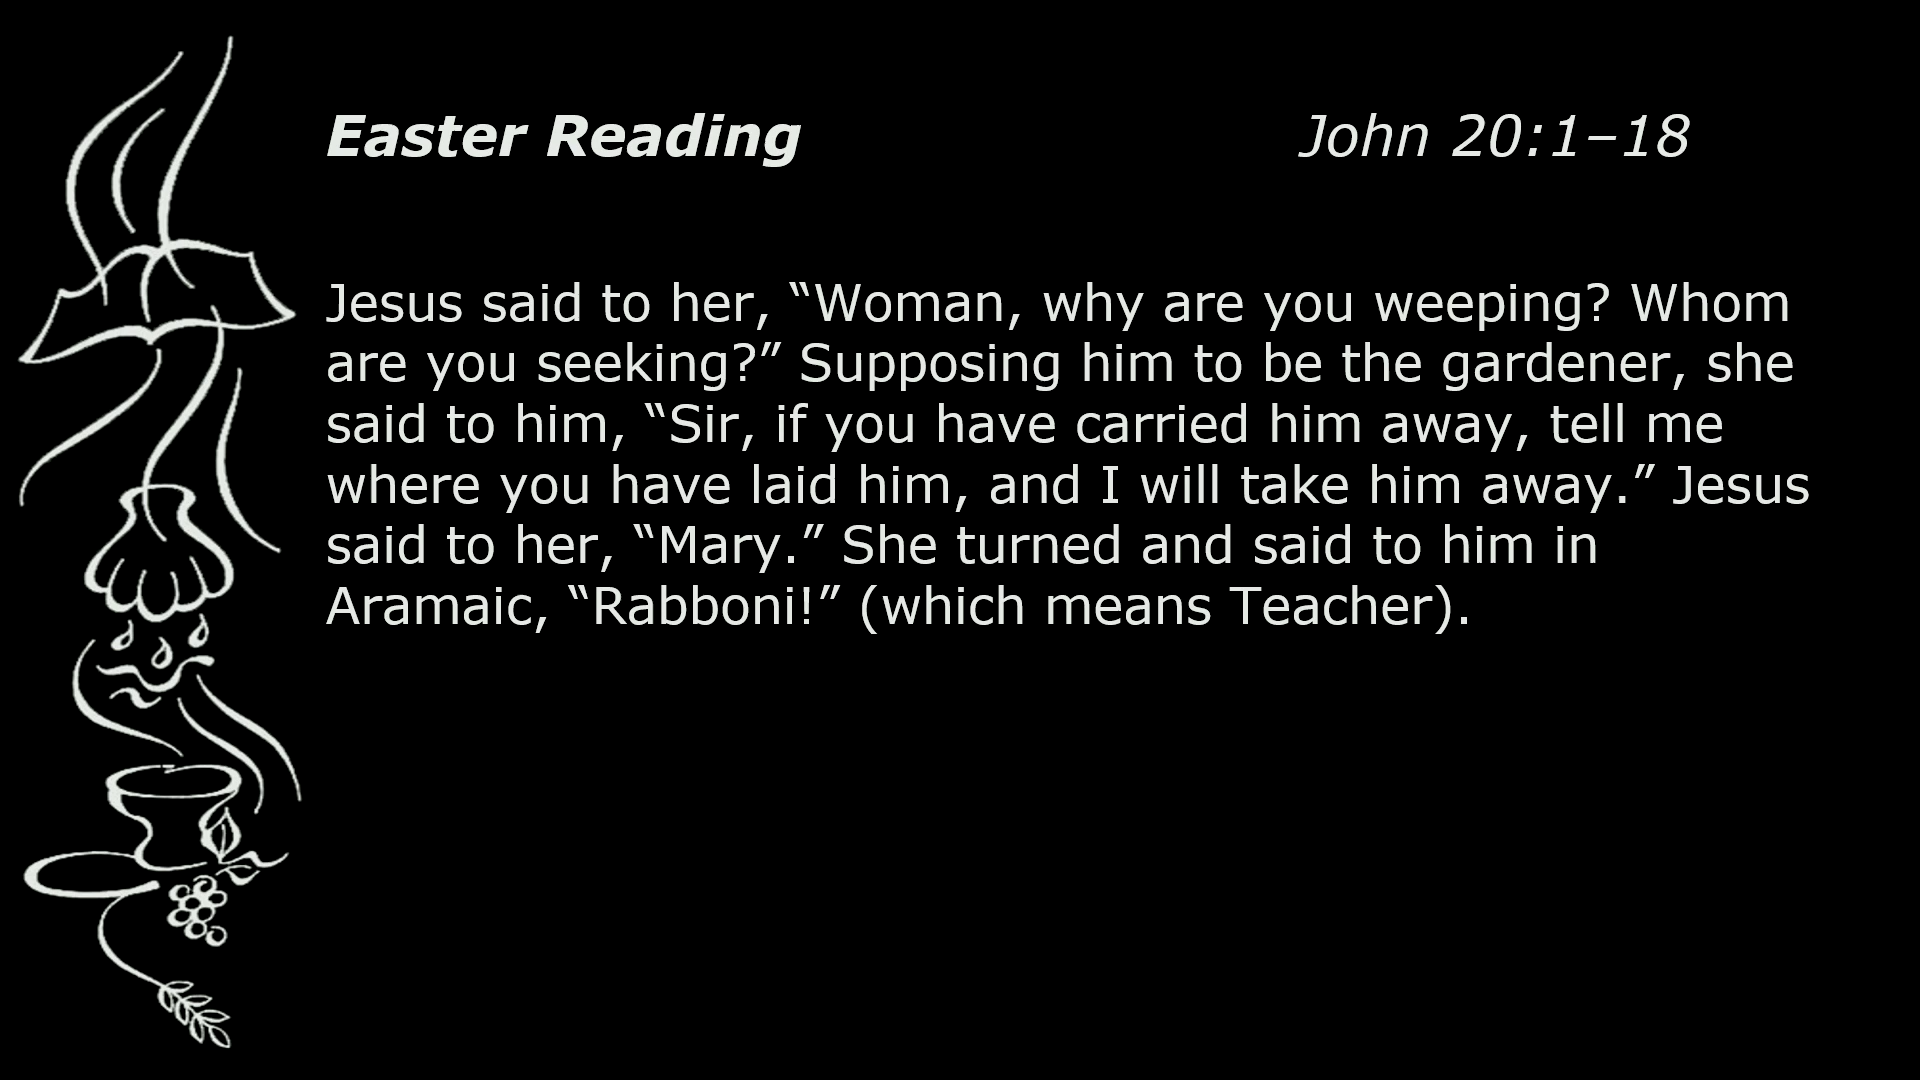 Easter Reading John 20:1–18
Jesus said to her, “Woman, why are you weeping? Whom
are you seeking?” Supposing him to be the gardener, she
said to him, “Sir, if you have carried him away, tell me
where you have laid him, and I will take him away.” Jesus
said to her, “Mary.” She turned and said to him in
Aramaic, “Rabboni!” (which means Teacher).